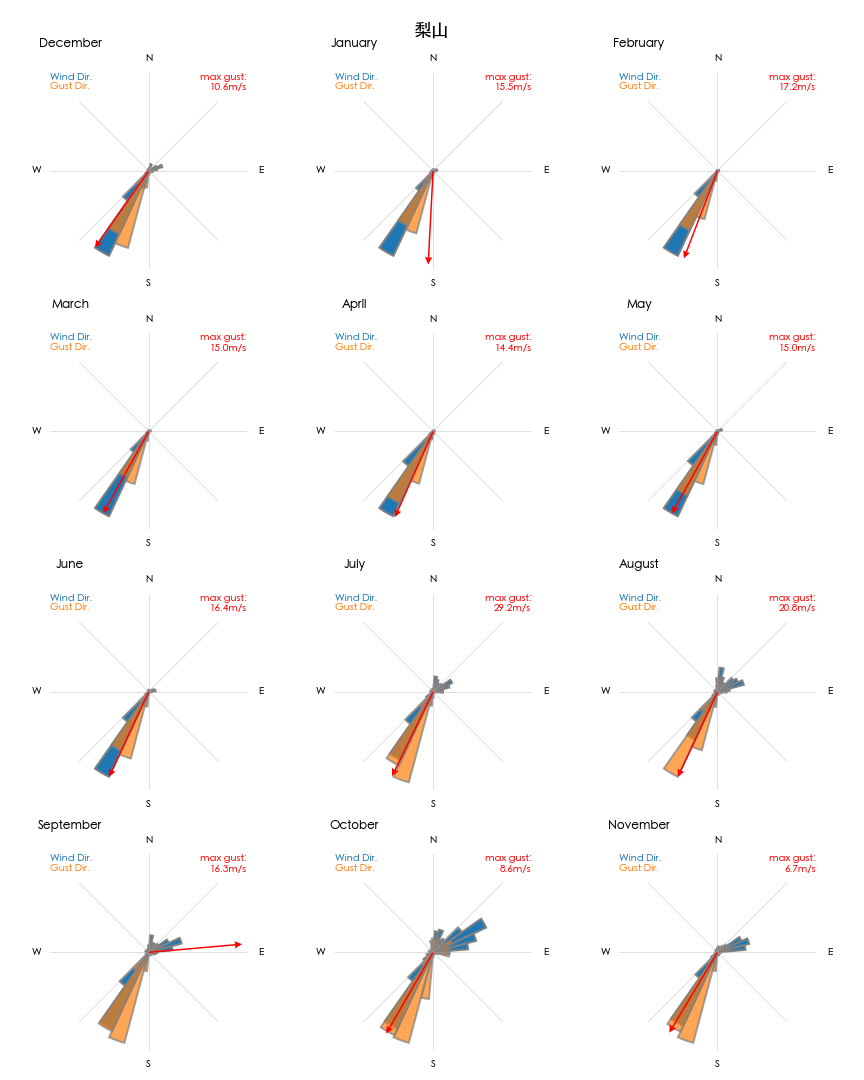 梨山
December
N
Wind Dir.
Gust Dir.
max gust:
10.6m/s
W
E
S
January
N
Wind Dir.
Gust Dir.
max gust:
15.5m/s
W
E
S
February
N
Wind Dir.
Gust Dir.
max gust:
17.2m/s
W
E
S
March
N
Wind Dir.
Gust Dir.
max gust:
15.0m/s
W
E
S
April
N
Wind Dir.
Gust Dir.
max gust:
14.4m/s
W
E
S
May
N
Wind Dir.
Gust Dir.
max gust:
15.0m/s
W
E
S
June
N
Wind Dir.
Gust Dir.
max gust:
16.4m/s
W
E
S
July
N
Wind Dir.
Gust Dir.
max gust:
29.2m/s
W
E
S
August
N
Wind Dir.
Gust Dir.
max gust:
20.8m/s
W
E
S
September
N
Wind Dir.
Gust Dir.
max gust:
16.3m/s
W
E
S
October
N
Wind Dir.
Gust Dir.
max gust:
8.6m/s
W
E
S
November
N
Wind Dir.
Gust Dir.
max gust:
6.7m/s
W
E
S